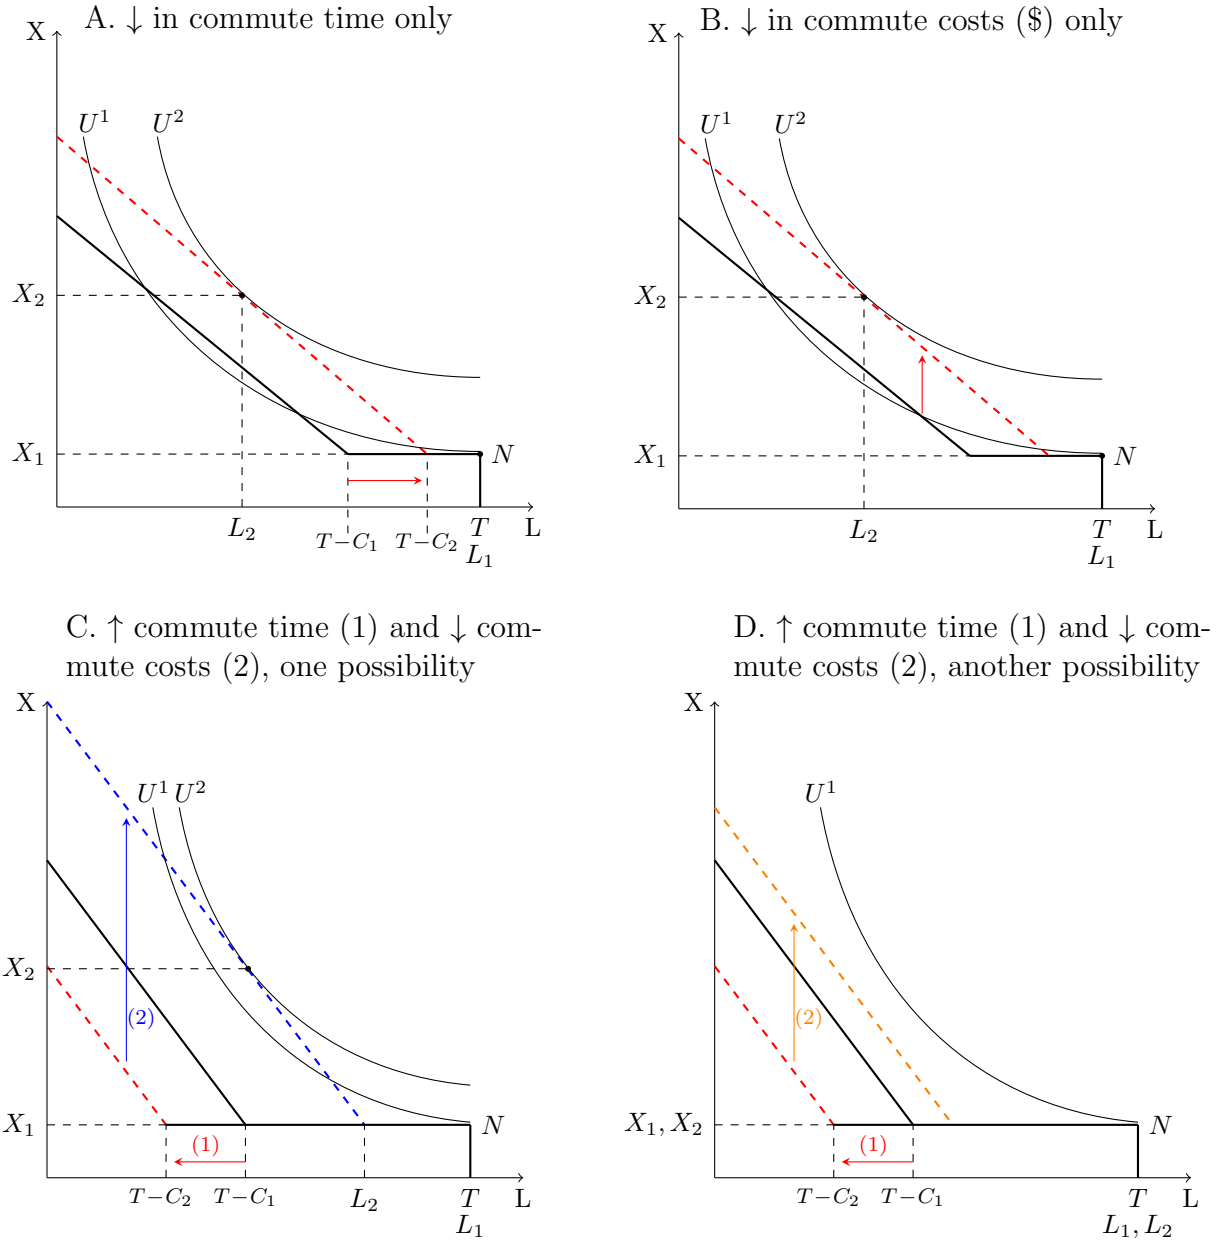 A. ↓ in commute time only
X
U¹
U²
X₂
X₁
N
L₂
T−C₁
T−C₂
T
L
L₁
B. ↓ in commute costs ($) only
X
U¹
U²
X₂
X₁
N
L₂
T
L
L₁
C. ↑ commute time (1) and ↓ com-
mute costs (2), one possibility
X
U¹
U²
X₂
(2)
X₁
N
(1)
T−C₂
T−C₁
L₂
T
L
L₁
D. ↑ commute time (1) and ↓ com-
mute costs (2), another possibility
X
U¹
(2)
X₁, X₂
N
(1)
T−C₂
T−C₁
T
L
L₁, L₂